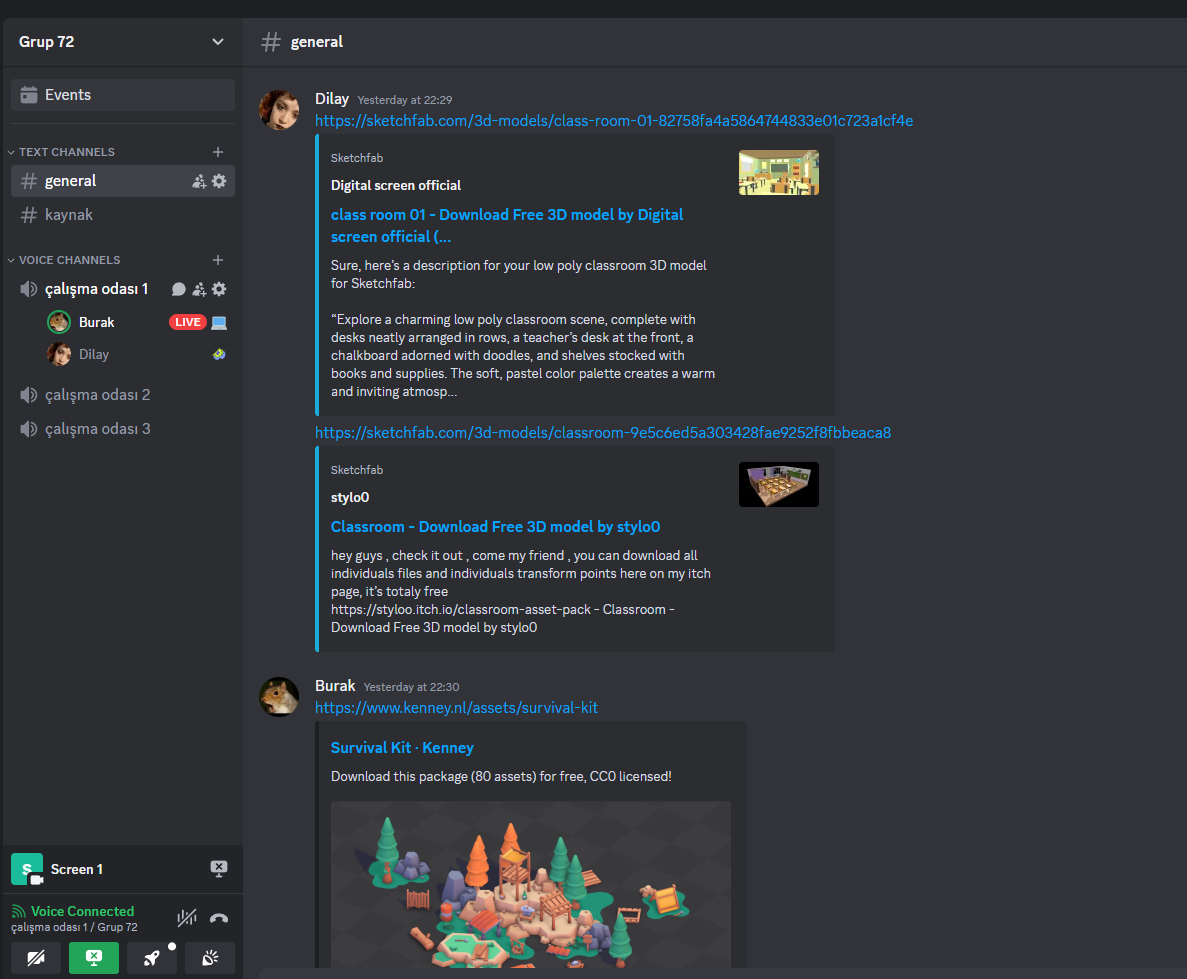 Grup 72
general
Events
TEXT CHANNELS
general
kaynak
VOICE CHANNELS
çalışma odası 1
Burak
LIVE
Dilay
çalışma odası 2
çalışma odası 3
S
Screen 1
Voice Connected
çalışma odası 1 / Grup 72
Dilay Yesterday at 22:29
https://sketchfab.com/3d-models/class-room-01-82758fa4a5864744833e01c723a1cf4e
Sketchfab
Digital screen official
class room 01 - Download Free 3D model by Digital
screen official (...
Sure, here's a description for your low poly classroom 3D model
for Sketchfab:
“Explore a charming low poly classroom scene, complete with
desks neatly arranged in rows, a teacher's desk at the front, a
chalkboard adorned with doodles, and shelves stocked with
books and supplies. The soft, pastel color palette creates a warm
and inviting atmosp...
https://sketchfab.com/3d-models/classroom-9e5c6ed5a303428fae9252f8fbbeaca8
Sketchfab
stylo0
Classroom - Download Free 3D model by stylo0
hey guys , check it out , come my friend , you can download all
individuals files and individuals transform points here on my itch
page, it's totaly free
https://styloo.itch.io/classroom-asset-pack - Classroom -
Download Free 3D model by stylo0
Burak Yesterday at 22:30
https://www.kenney.nl/assets/survival-kit
Survival Kit · Kenney
Download this package (80 assets) for free, CC0 licensed!